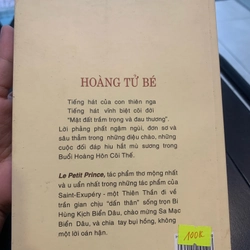 HOÀNG TỬ BÉ
Tiếng hát của con thiên nga
Tiếng hát vĩnh biệt cõi đời
"Mặt đất trầm trọng và đau thương".
Lời phảng phất ngậm ngùi, đơn sơ và
sâu thẳm trong những điệu chào, những
cuộc đối đáp hiu hắt mù sương trong
Buổi Hoàng Hôn Cõi Thế.
Le Petit Prince, tác phẩm thơ mộng nhất
và u uẩn nhất trong những tác phẩm của
Saint-Exupéry - một Thiên Thần đi về
trần gian chịu "dấn thân" sống trọn Bi
Hùng Kịch Biển Dâu, chào mừng Sa Mạc
Biển Dâu, và chia tay bụi hồng, không
một lời oán hận.
100K